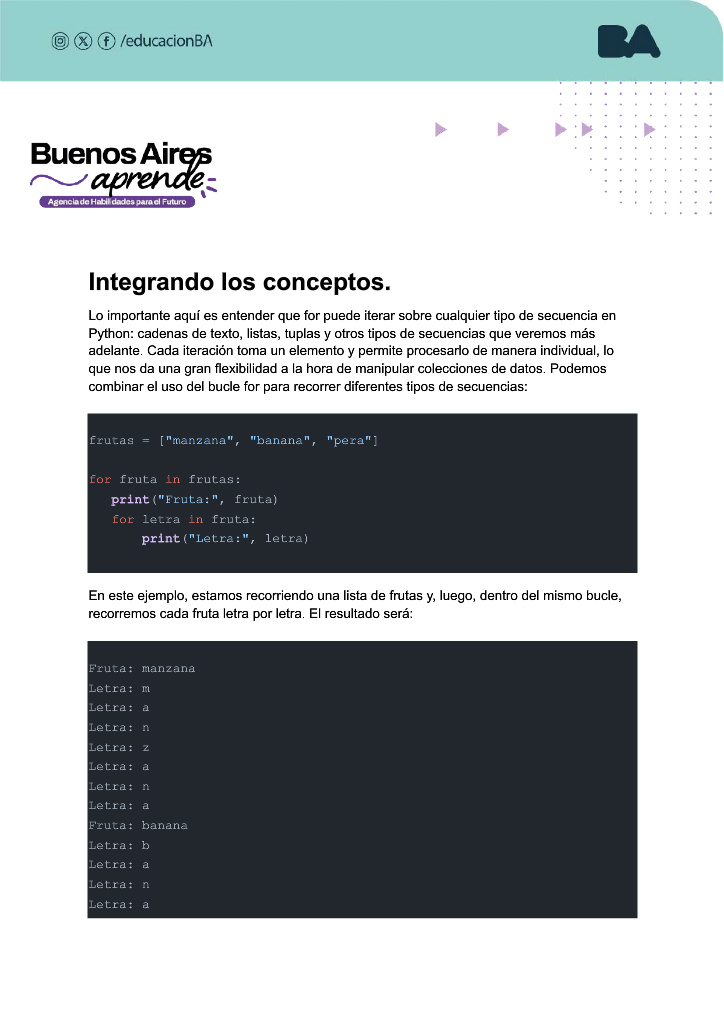 /educacionBA
BA
Buenos Aires
aprende
Agencia de Habilidades para el Futuro
Integrando los conceptos.
Lo importante aquí es entender que for puede iterar sobre cualquier tipo de secuencia en
Python: cadenas de texto, listas, tuplas y otros tipos de secuencias que veremos más
adelante. Cada iteración toma un elemento y permite procesarlo de manera individual, lo
que nos da una gran flexibilidad a la hora de manipular colecciones de datos. Podemos
combinar el uso del bucle for para recorrer diferentes tipos de secuencias:
frutas = ["manzana", "banana", "pera"]
for fruta in frutas:
   print("Fruta:", fruta)
   for letra in fruta:
       print("Letra:", letra)
En este ejemplo, estamos recorriendo una lista de frutas y, luego, dentro del mismo bucle,
recorremos cada fruta letra por letra. El resultado será:
Fruta: manzana
Letra: m
Letra: a
Letra: n
Letra: z
Letra: a
Letra: n
Letra: a
Fruta: banana
Letra: b
Letra: a
Letra: n
Letra: a